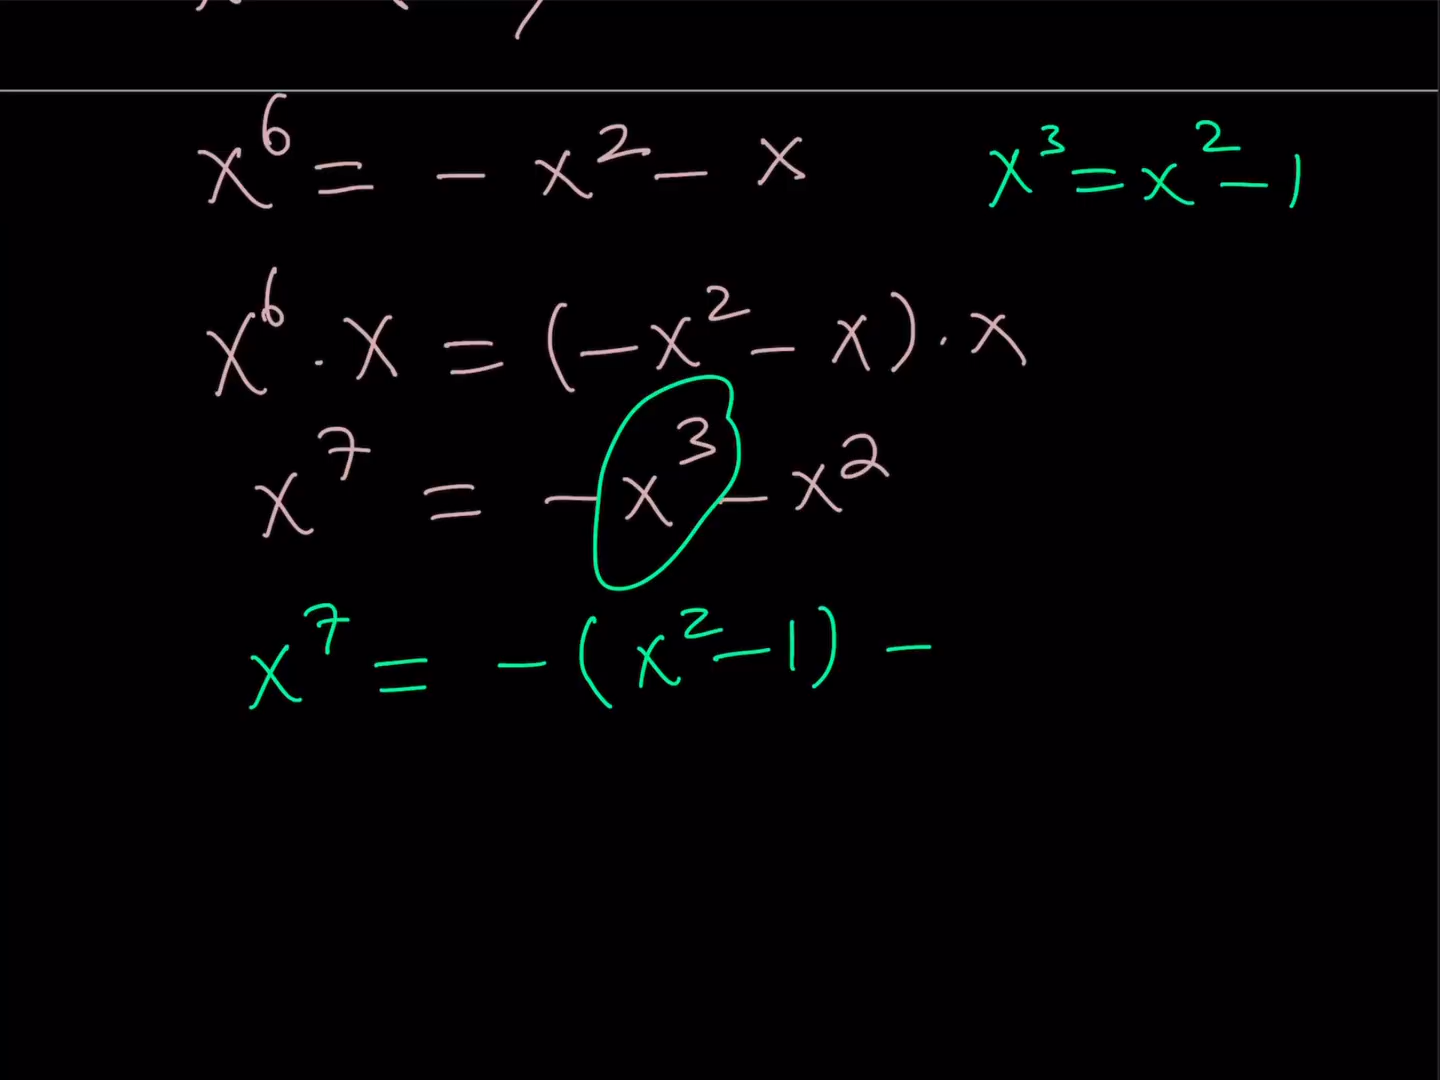 x⁶ = - x² - x
x³ = x² - 1
x⁶ · x = (-x² - x) · x
x⁷ = -x³ - x²
x⁷ = -(x² - 1) -